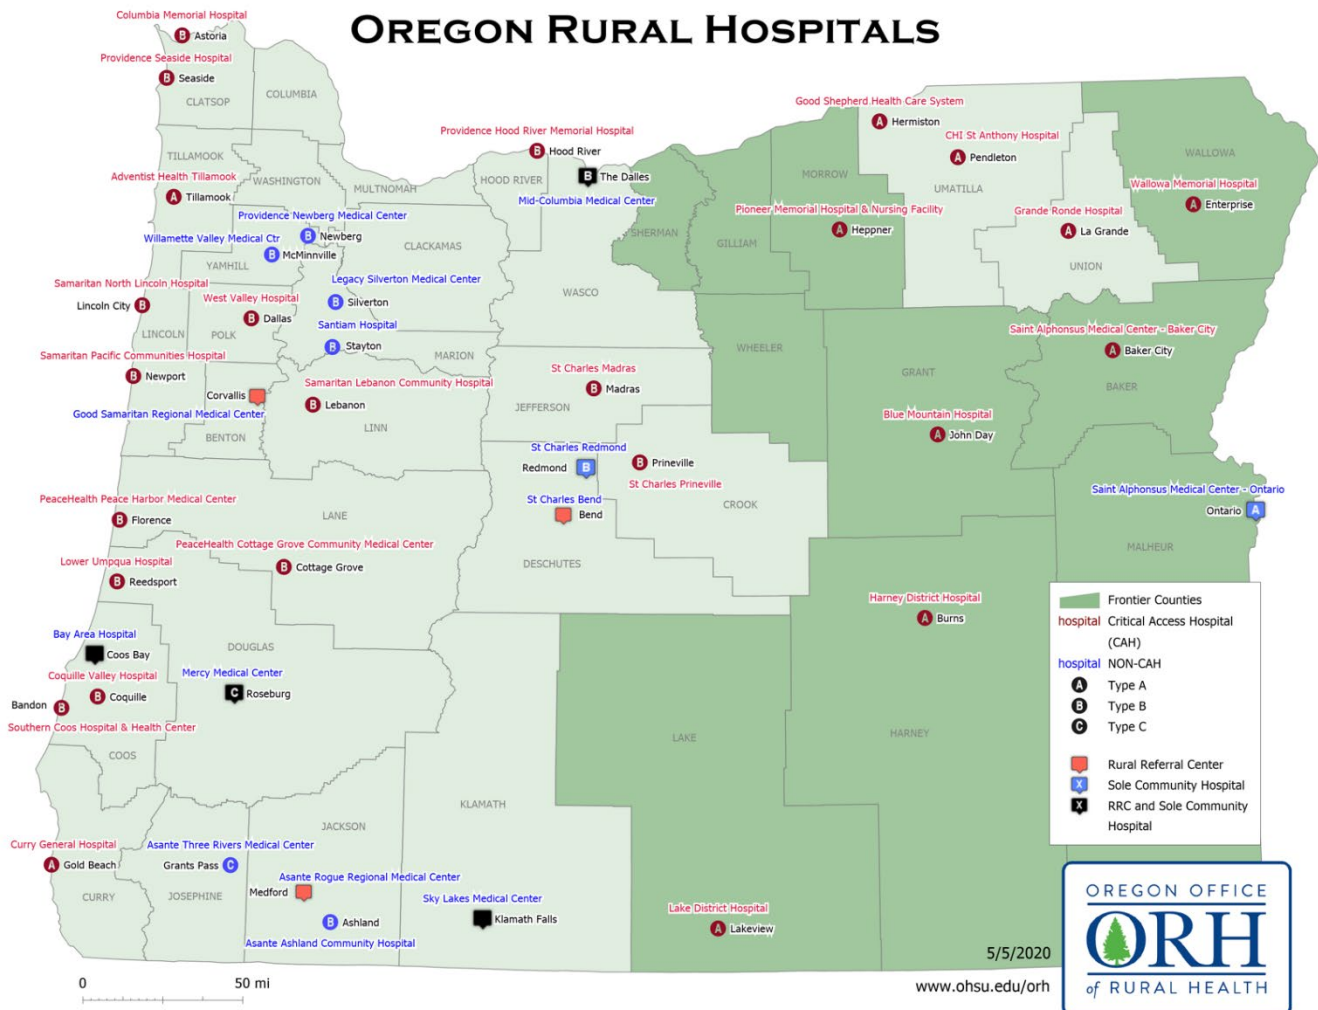 OREGON RURAL HOSPITALS
Columbia Memorial Hospital
Astoria
Providence Seaside Hospital
Seaside
CLATSOP
COLUMBIA
TILLAMOOK
Adventist Health Tillamook
Tillamook
WASHINGTON
MULTNOMAH
Providence Hood River Memorial Hospital
Hood River
HOOD RIVER
B The Dalles
Mid-Columbia Medical Center
SHERMAN
GILLIAM
MORROW
Good Shepherd Health Care System
A Hermiston
CHI St Anthony Hospital
A Pendleton
UMATILLA
Pioneer Memorial Hospital & Nursing Facility
A Heppner
Grande Ronde Hospital
A La Grande
UNION
WALLOWA
Wallowa Memorial Hospital
A Enterprise
Providence Newberg Medical Center
B Newberg
Willamette Valley Medical Ctr
B McMinnville
YAMHILL
CLACKAMAS
Legacy Silverton Medical Center
B Silverton
Samaritan North Lincoln Hospital
Lincoln City B
LINCOLN
West Valley Hospital
B Dallas
POLK
Santiam Hospital
B Stayton
MARION
WASCO
Samaritan Pacific Communities Hospital
B Newport
Corvallis
Good Samaritan Regional Medical Center
BENTON
Samaritan Lebanon Community Hospital
B Lebanon
LINN
St Charles Madras
B Madras
JEFFERSON
WHEELER
GRANT
Saint Alphonsus Medical Center - Baker City
A Baker City
BAKER
Blue Mountain Hospital
A John Day
St Charles Redmond
Redmond B
B Prineville
St Charles Prineville
CROOK
St Charles Bend
Bend
DESCHUTES
Saint Alphonsus Medical Center - Ontario
Ontario A
MALHEUR
PeaceHealth Peace Harbor Medical Center
B Florence
LANE
PeaceHealth Cottage Grove Community Medical Center
B Cottage Grove
Lower Umpqua Hospital
B Reedsport
Bay Area Hospital
Coos Bay
DOUGLAS
Mercy Medical Center
C Roseburg
Coquille Valley Hospital
B Coquille
Bandon B
Southern Coos Hospital & Health Center
COOS
Harney District Hospital
A Burns
HARNEY
LAKE
KLAMATH
JACKSON
Curry General Hospital
A Gold Beach
CURRY
Asante Three Rivers Medical Center
Grants Pass C
JOSEPHINE
Asante Rogue Regional Medical Center
Medford
B Ashland
Asante Ashland Community Hospital
Sky Lakes Medical Center
Klamath Falls
Lake District Hospital
A Lakeview
Frontier Counties
hospital Critical Access Hospital
(CAH)
hospital NON-CAH
A Type A
B Type B
C Type C
Rural Referral Center
X Sole Community Hospital
X RRC and Sole Community
Hospital
5/5/2020
www.ohsu.edu/orh
0 50 mi
OREGON OFFICE
ORH
of RURAL HEALTH